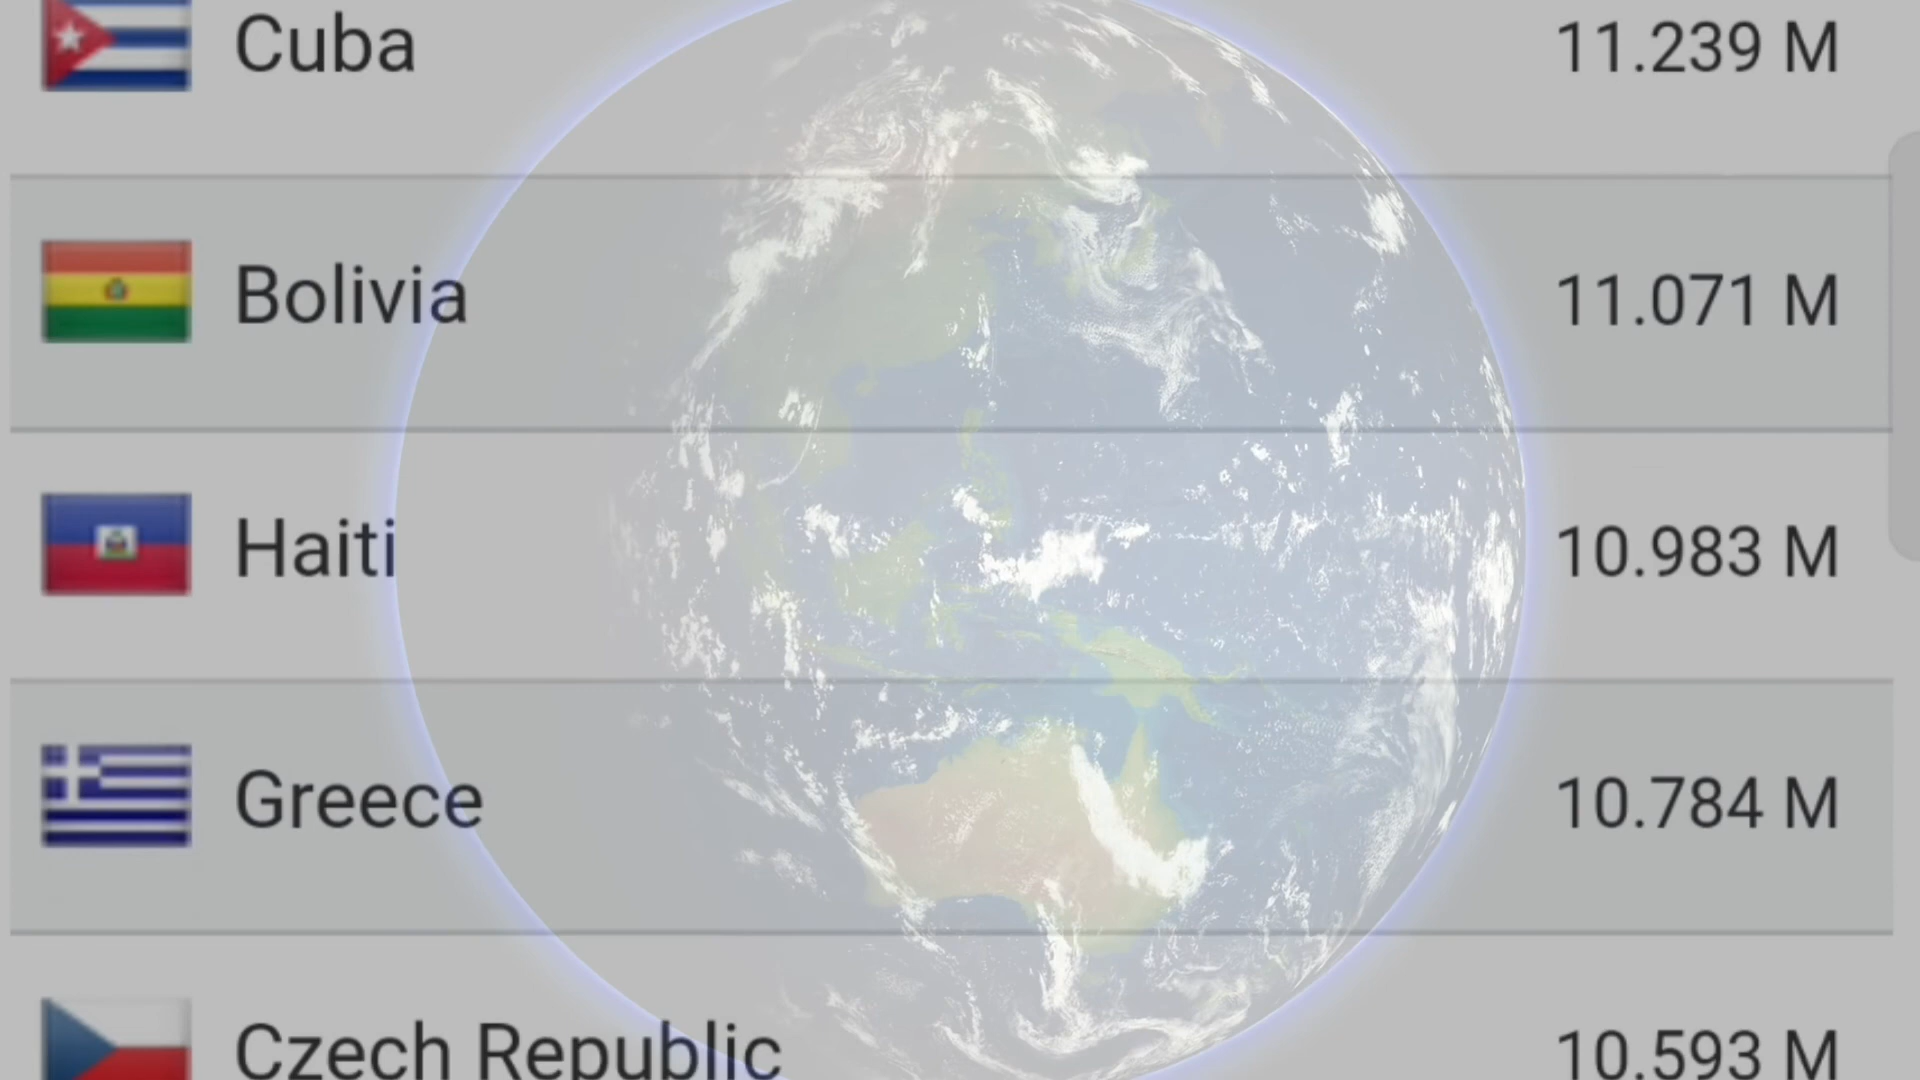 Cuba 11.239 M
Bolivia 11.071 M
Haiti 10.983 M
Greece 10.784 M
Czech Republic 10.593 M